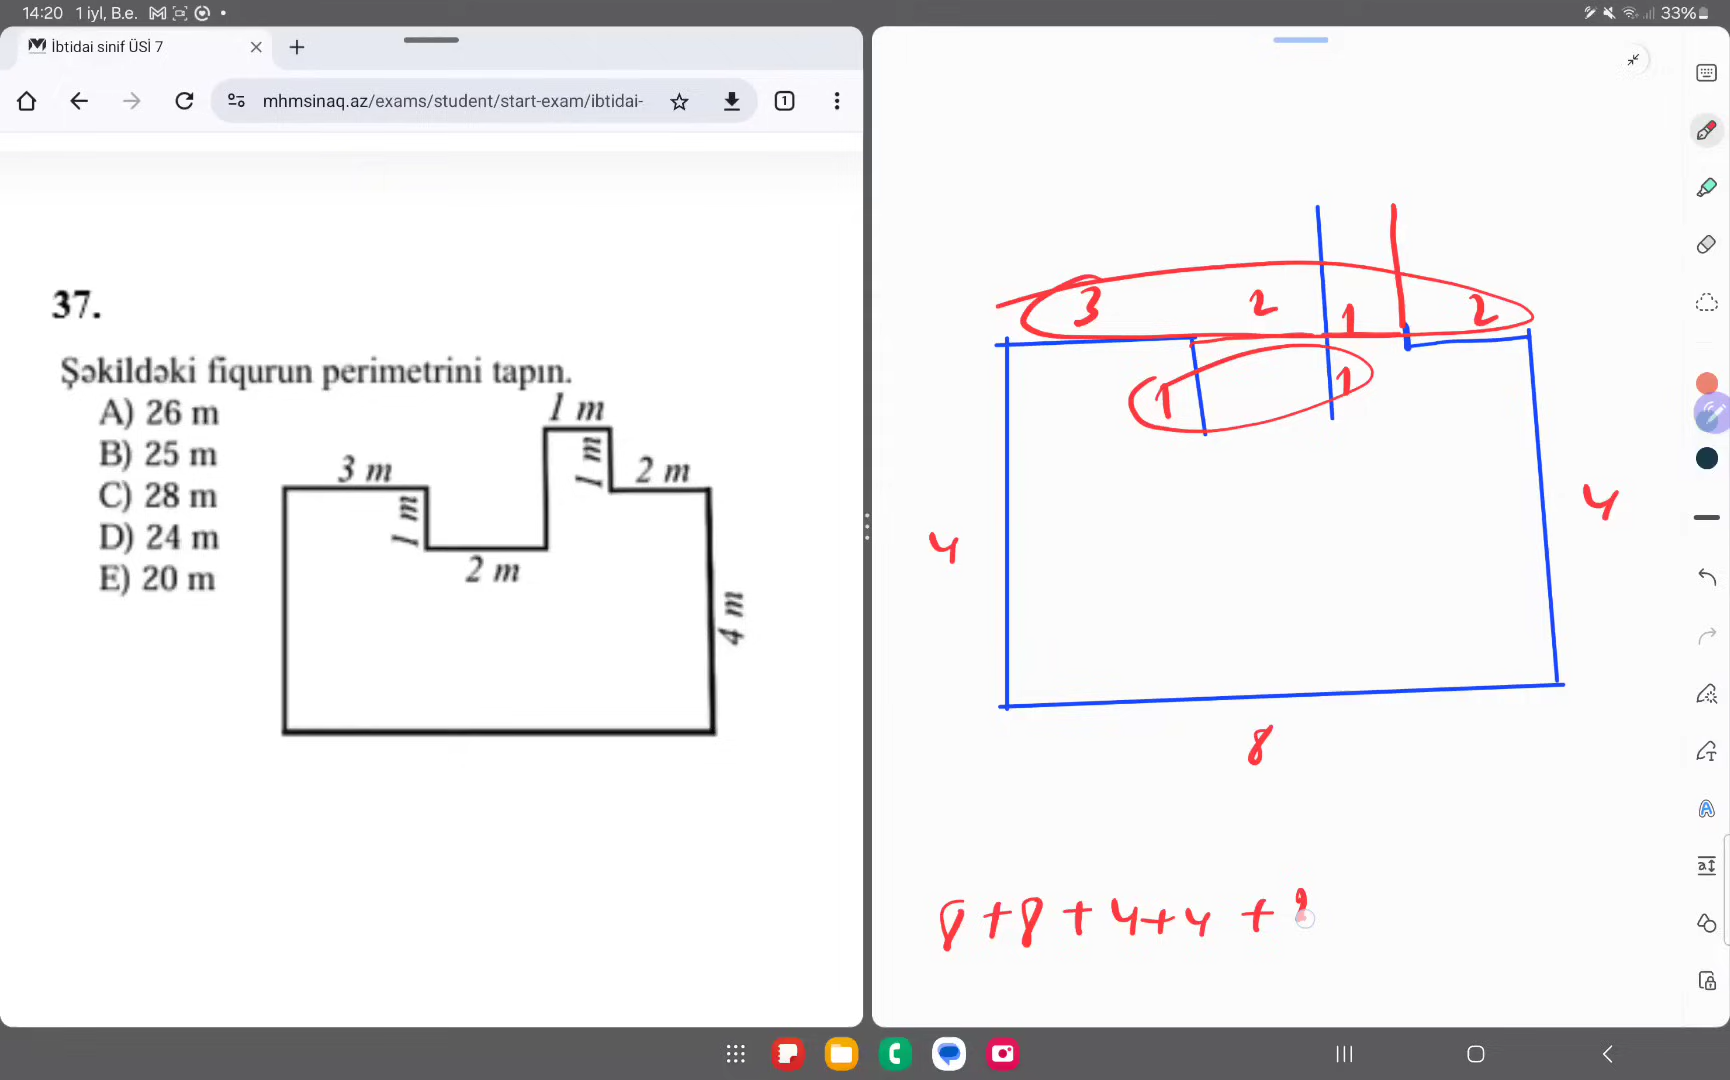 14:20 1 iyl, B.e.
33%
İbtidai sinif ÜSİ 7
mhmsinaq.az/exams/student/start-exam/ibtidai-
1
37.
Şəkildəki fiqurun perimetrini tapın.
A) 26 m
B) 25 m
C) 28 m
D) 24 m
E) 20 m
1 m
3 m
1 m
2 m
1 m
2 m
4 m
3 2 1 2
1 1
4
4
8
8 + 8 + 4 + 4 +